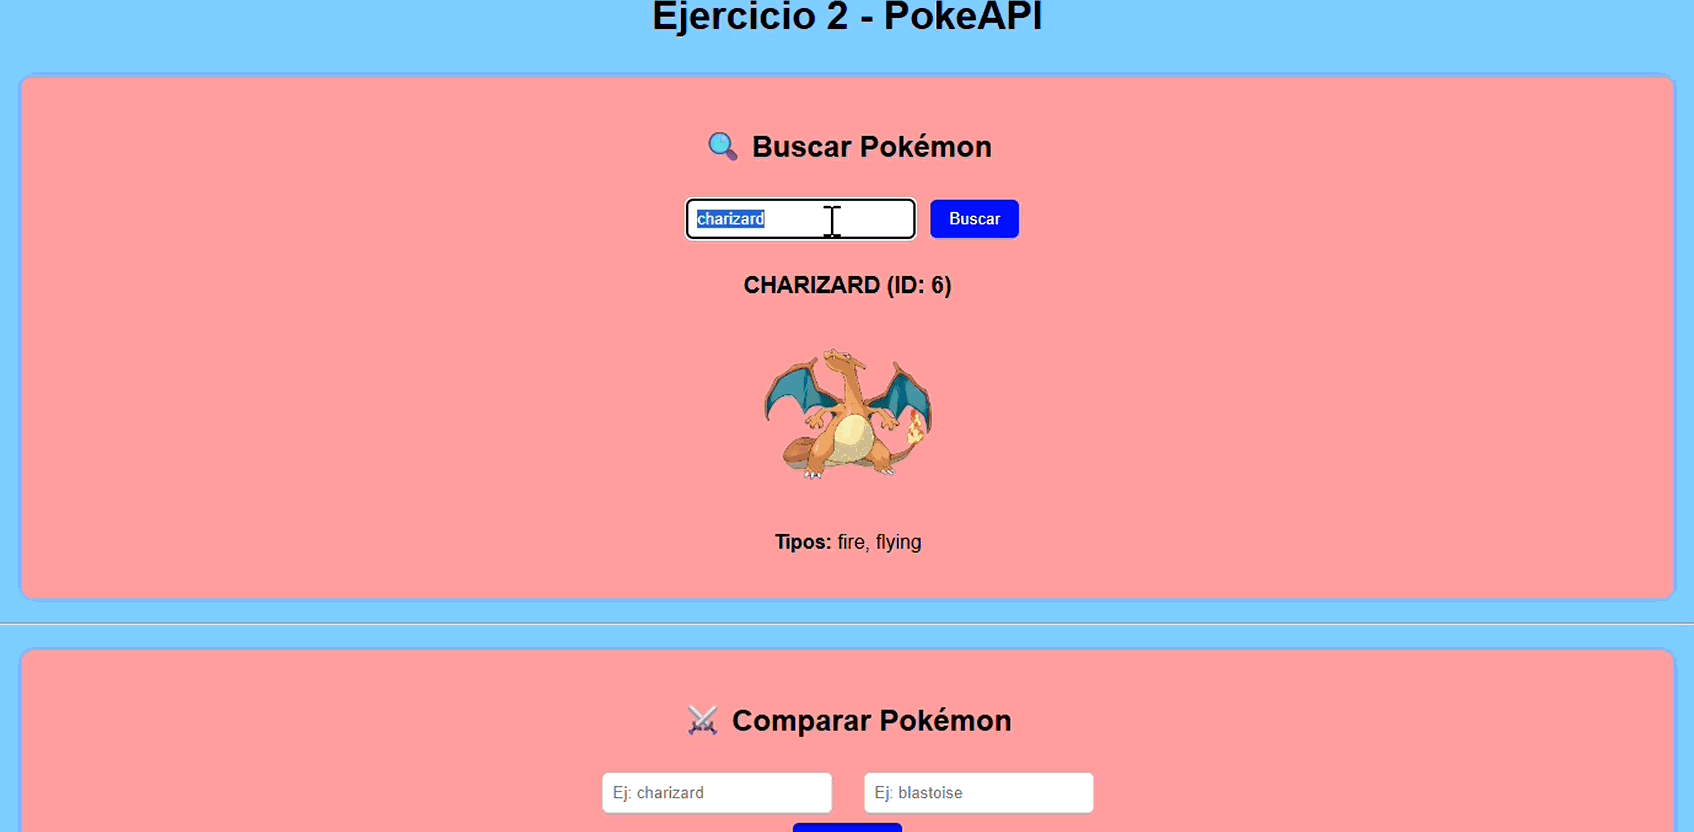 Ejercicio 2 - PokeAPI
🔍 Buscar Pokémon
charizard
Buscar
CHARIZARD (ID: 6)
Tipos: fire, flying
⚔️ Comparar Pokémon
Ej: charizard
Ej: blastoise